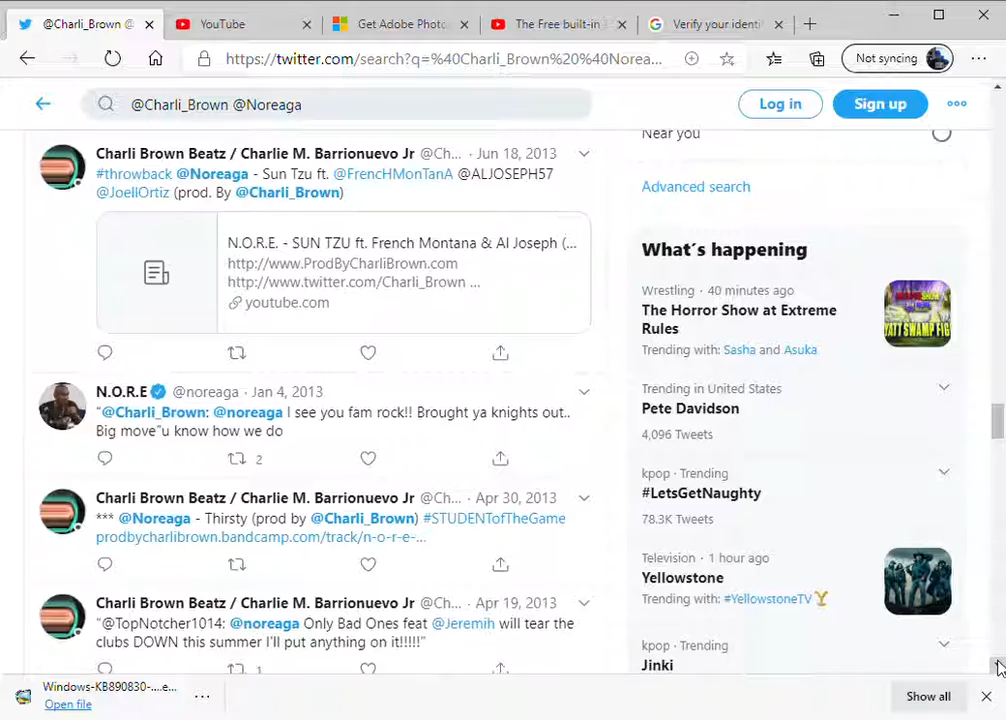 @Charli_Brown @
YouTube
Get Adobe Photo
The Free built-in
Verify your identi
https://twitter.com/search?q=%40Charli_Brown%20%40Norea...
Not syncing
@Charli_Brown @Noreaga
Log in
Sign up
Near you
Advanced search
Charli Brown Beatz / Charlie M. Barrionuevo Jr @Ch... · Jun 18, 2013
#throwback @Noreaga - Sun Tzu ft. @FrencHMonTanA @ALJOSEPH57
@JoellOrtiz (prod. By @Charli_Brown)
N.O.R.E. - SUN TZU ft. French Montana & Al Joseph (...
http://www.ProdByCharliBrown.com
http://www.twitter.com/Charli_Brown ...
youtube.com
N.O.R.E @noreaga · Jan 4, 2013
"@Charli_Brown: @noreaga I see you fam rock!! Brought ya knights out..
Big move"u know how we do
2
Charli Brown Beatz / Charlie M. Barrionuevo Jr @Ch... · Apr 30, 2013
*** @Noreaga - Thirsty (prod by @Charli_Brown) #STUDENTofTheGame
prodbycharlibrown.bandcamp.com/track/n-o-r-e-...
Charli Brown Beatz / Charlie M. Barrionuevo Jr @Ch... · Apr 19, 2013
"@TopNotcher1014: @noreaga Only Bad Ones feat @Jeremih will tear the
clubs DOWN this summer I'll put anything on it!!!!!"
1
What's happening
Wrestling · 40 minutes ago
The Horror Show at Extreme
Rules
Trending with: Sasha and Asuka
Trending in United States
Pete Davidson
4,096 Tweets
kpop · Trending
#LetsGetNaughty
78.3K Tweets
Television · 1 hour ago
Yellowstone
Trending with: #YellowstoneTV
kpop · Trending
Jinki
Windows-KB890830-....e...
Open file
Show all